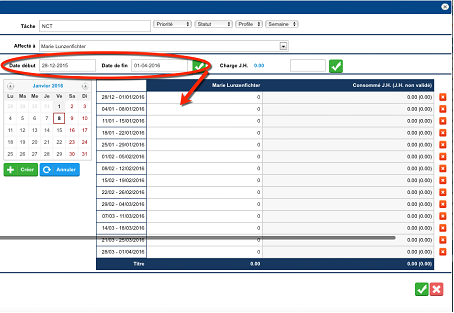 Tâche NCT Priorité Statut Profile Semaine
Affecté à Marie Lunzenfichter
Date début 28-12-2015 Date de fin 01-04-2016 Charge J.H. 0.00
Janvier 2016
Lu Ma Me Je Ve Sa Di
1 2 3
4 5 6 7 8 9 10
11 12 13 14 15 16 17
18 19 20 21 22 23 24
25 26 27 28 29 30 31
Créer Annuler
Marie Lunzenfichter Consommé J.H. (J.H. non validé)
28/12 - 01/01/2016 0 0.00 (0.00)
04/01 - 08/01/2016 0 0.00 (0.00)
11/01 - 15/01/2016 0 0.00 (0.00)
18/01 - 22/01/2016 0 0.00 (0.00)
25/01 - 29/01/2016 0 0.00 (0.00)
01/02 - 05/02/2016 0 0.00 (0.00)
08/02 - 12/02/2016 0 0.00 (0.00)
15/02 - 19/02/2016 0 0.00 (0.00)
22/02 - 26/02/2016 0 0.00 (0.00)
29/02 - 04/03/2016 0 0.00 (0.00)
07/03 - 11/03/2016 0 0.00 (0.00)
14/03 - 18/03/2016 0 0.00 (0.00)
21/03 - 25/03/2016 0 0.00 (0.00)
28/03 - 01/04/2016 0 0.00 (0.00)
Titre 0.00 0.00 (0.00)